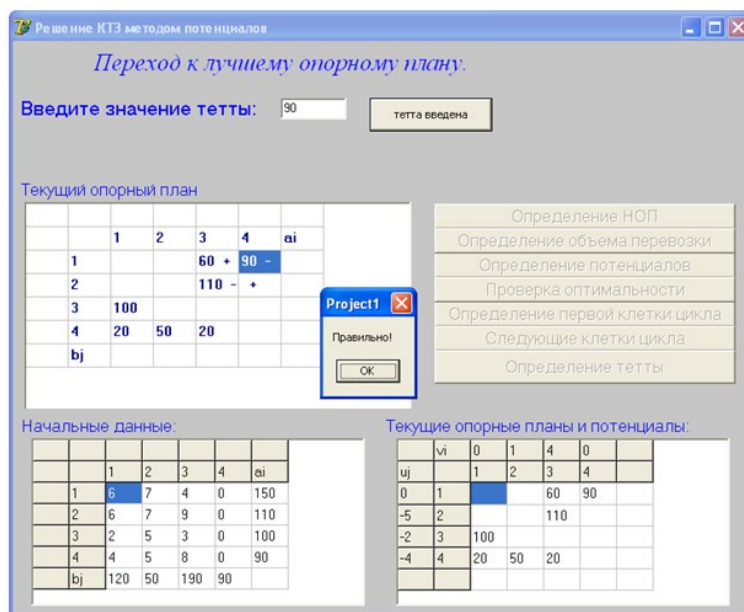 Решение КТЗ методом потенциалов
Переход к лучшему опорному плану.
Введите значение тетты: 90 тетта введена
Текущий опорный план
1 2 3 4 ai
1 60 + 90 -
2 110 - +
3 100
4 20 50 20
bj
Project1
Правильно!
OK
Определение НОП
Определение объема перевозки
Определение потенциалов
Проверка оптимальности
Определение первой клетки цикла
Следующие клетки цикла
Определение тетты
Начальные данные:
1 2 3 4 ai
1 6 7 4 0 150
2 6 7 9 0 110
3 2 5 3 0 100
4 4 5 8 0 90
bj 120 50 190 90
Текущие опорные планы и потенциалы:
vi 0 1 4 0
uj 1 2 3 4
0 1 60 90
-5 2 110
-2 3 100
-4 4 20 50 20